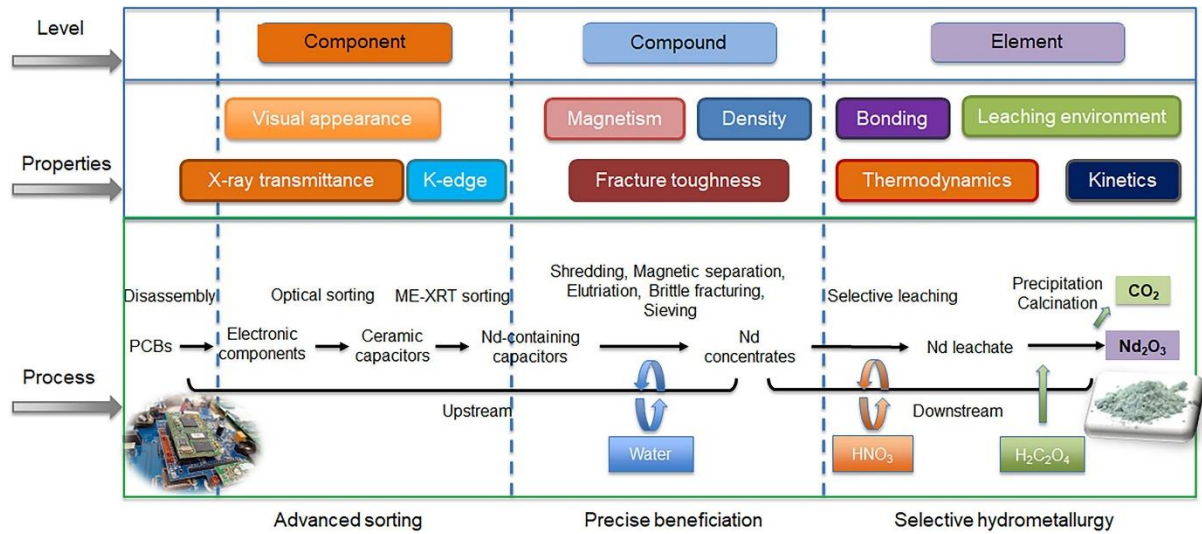 Level
Component
Compound
Element
Properties
Visual appearance
Magnetism
Density
Bonding
Leaching environment
X-ray transmittance
K-edge
Fracture toughness
Thermodynamics
Kinetics
Process
Disassembly
Optical sorting
ME-XRT sorting
Shredding, Magnetic separation,
Elutriation, Brittle fracturing,
Sieving
Selective leaching
Precipitation
Calcination
CO₂
PCBs
Electronic
components
Ceramic
capacitors
Nd-containing
capacitors
Nd
concentrates
Nd leachate
Nd₂O₃
Upstream
Downstream
Water
HNO₃
H₂C₂O₄
Advanced sorting
Precise beneficiation
Selective hydrometallurgy